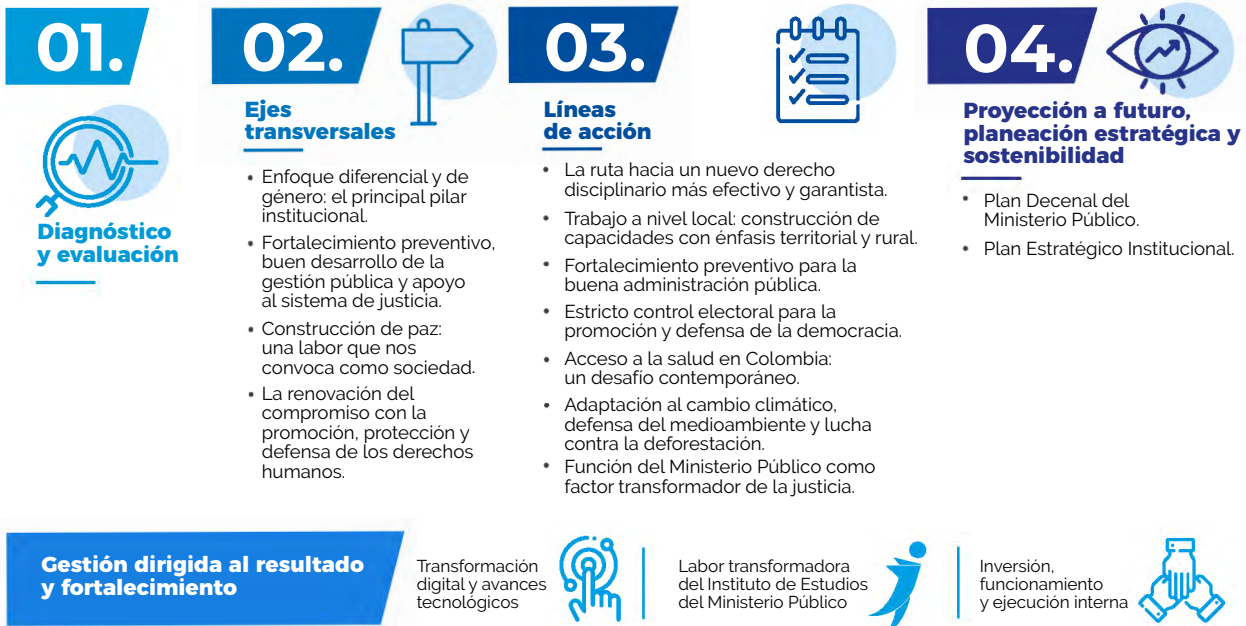 01.
Diagnóstico
y evaluación
02.
Ejes
transversales
• Enfoque diferencial y de
género: el principal pilar
institucional.
• Fortalecimiento preventivo,
buen desarrollo de la
gestión pública y apoyo
al sistema de justicia.
• Construcción de paz:
una labor que nos
convoca como sociedad.
• La renovación del
compromiso con la
promoción, protección y
defensa de los derechos
humanos.
03.
Líneas
de acción
• La ruta hacia un nuevo derecho
disciplinario más efectivo y garantista.
• Trabajo a nivel local: construcción de
capacidades con énfasis territorial y rural.
• Fortalecimiento preventivo para la
buena administración pública.
• Estricto control electoral para la
promoción y defensa de la democracia.
• Acceso a la salud en Colombia:
un desafío contemporáneo.
• Adaptación al cambio climático,
defensa del medioambiente y lucha
contra la deforestación.
• Función del Ministerio Público como
factor transformador de la justicia.
04.
Proyección a futuro,
planeación estratégica y
sostenibilidad
• Plan Decenal del
Ministerio Público.
• Plan Estratégico Institucional.
Gestión dirigida al resultado
y fortalecimiento
Transformación
digital y avances
tecnológicos
Labor transformadora
del Instituto de Estudios
del Ministerio Público
Inversión,
funcionamiento
y ejecución interna